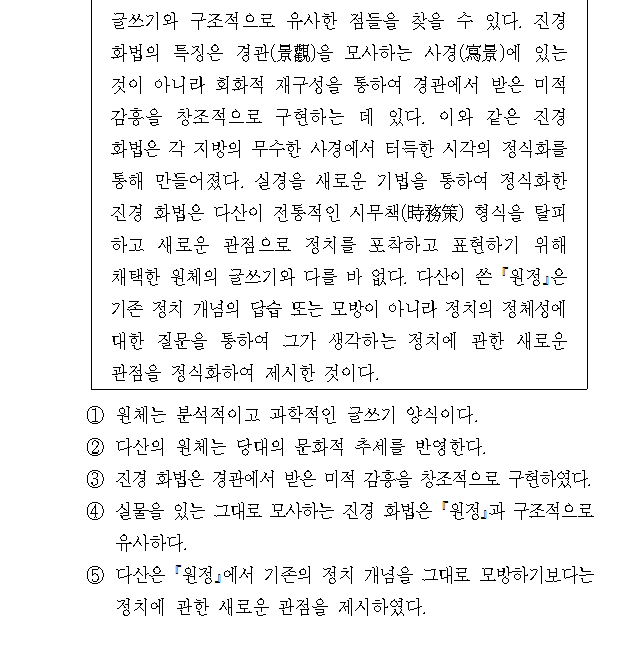 글쓰기와 구조적으로 유사한 점들을 찾을 수 있다. 진경
화법의 특징은 경관(景觀)을 모사하는 사경(寫景)에 있는
것이 아니라 회화적 재구성을 통하여 경관에서 받은 미적
감흥을 창조적으로 구현하는 데 있다. 이와 같은 진경
화법은 각 지방의 무수한 사경에서 터득한 시각의 정식화를
통해 만들어졌다. 실경을 새로운 기법을 통하여 정식화한
진경 화법은 다산이 전통적인 시무책(時務策) 형식을 탈피
하고 새로운 관점으로 정치를 포착하고 표현하기 위해
채택한 원체의 글쓰기와 다를 바 없다. 다산이 쓴 『원정』은
기존 정치 개념의 답습 또는 모방이 아니라 정치의 정체성에
대한 질문을 통하여 그가 생각하는 정치에 관한 새로운
관점을 정식화하여 제시한 것이다.
① 원체는 분석적이고 과학적인 글쓰기 양식이다.
② 다산의 원체는 당대의 문화적 추세를 반영한다.
③ 진경 화법은 경관에서 받은 미적 감흥을 창조적으로 구현하였다.
④ 실물을 있는 그대로 모사하는 진경 화법은 『원정』과 구조적으로
유사하다.
⑤ 다산은 『원정』에서 기존의 정치 개념을 그대로 모방하기보다는
정치에 관한 새로운 관점을 제시하였다.